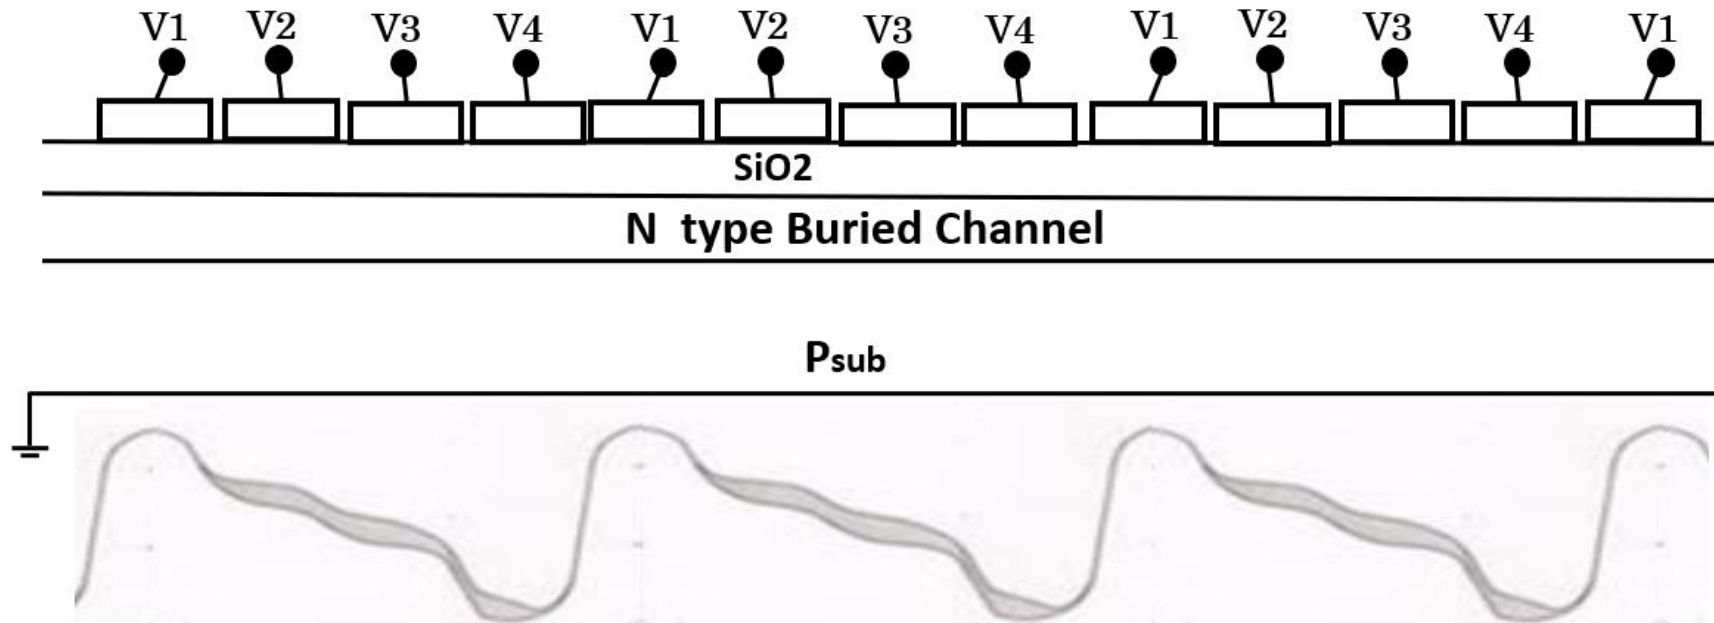 V1 V2 V3 V4 V1 V2 V3 V4 V1 V2 V3 V4 V1
SiO2
N type Buried Channel
Psub